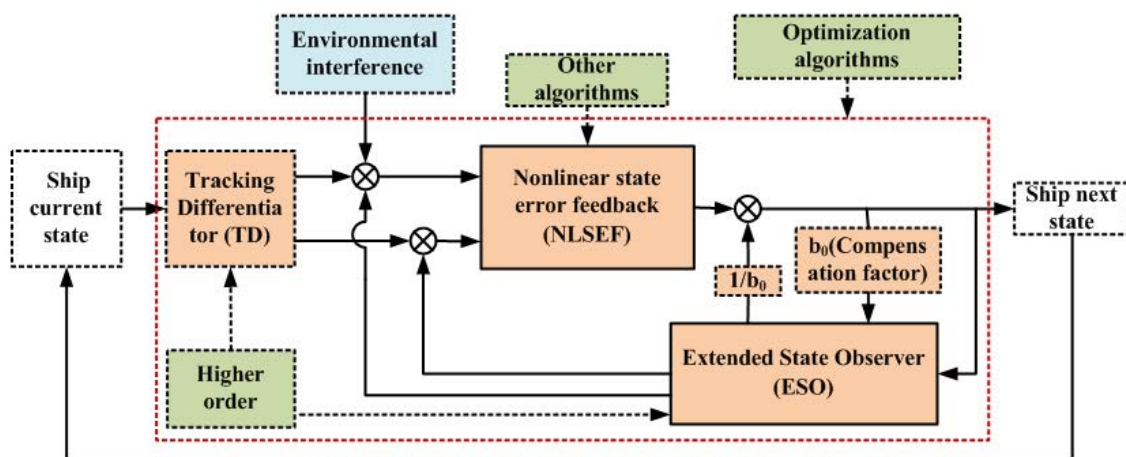 Environmental
interference
Optimization
algorithms
Other
algorithms
Ship
current
state
Tracking
Differentia
tor (TD)
Nonlinear state
error feedback
(NLSEF)
Ship next
state
b₀(Compens
ation factor)
1/b₀
Extended State Observer
(ESO)
Higher
order